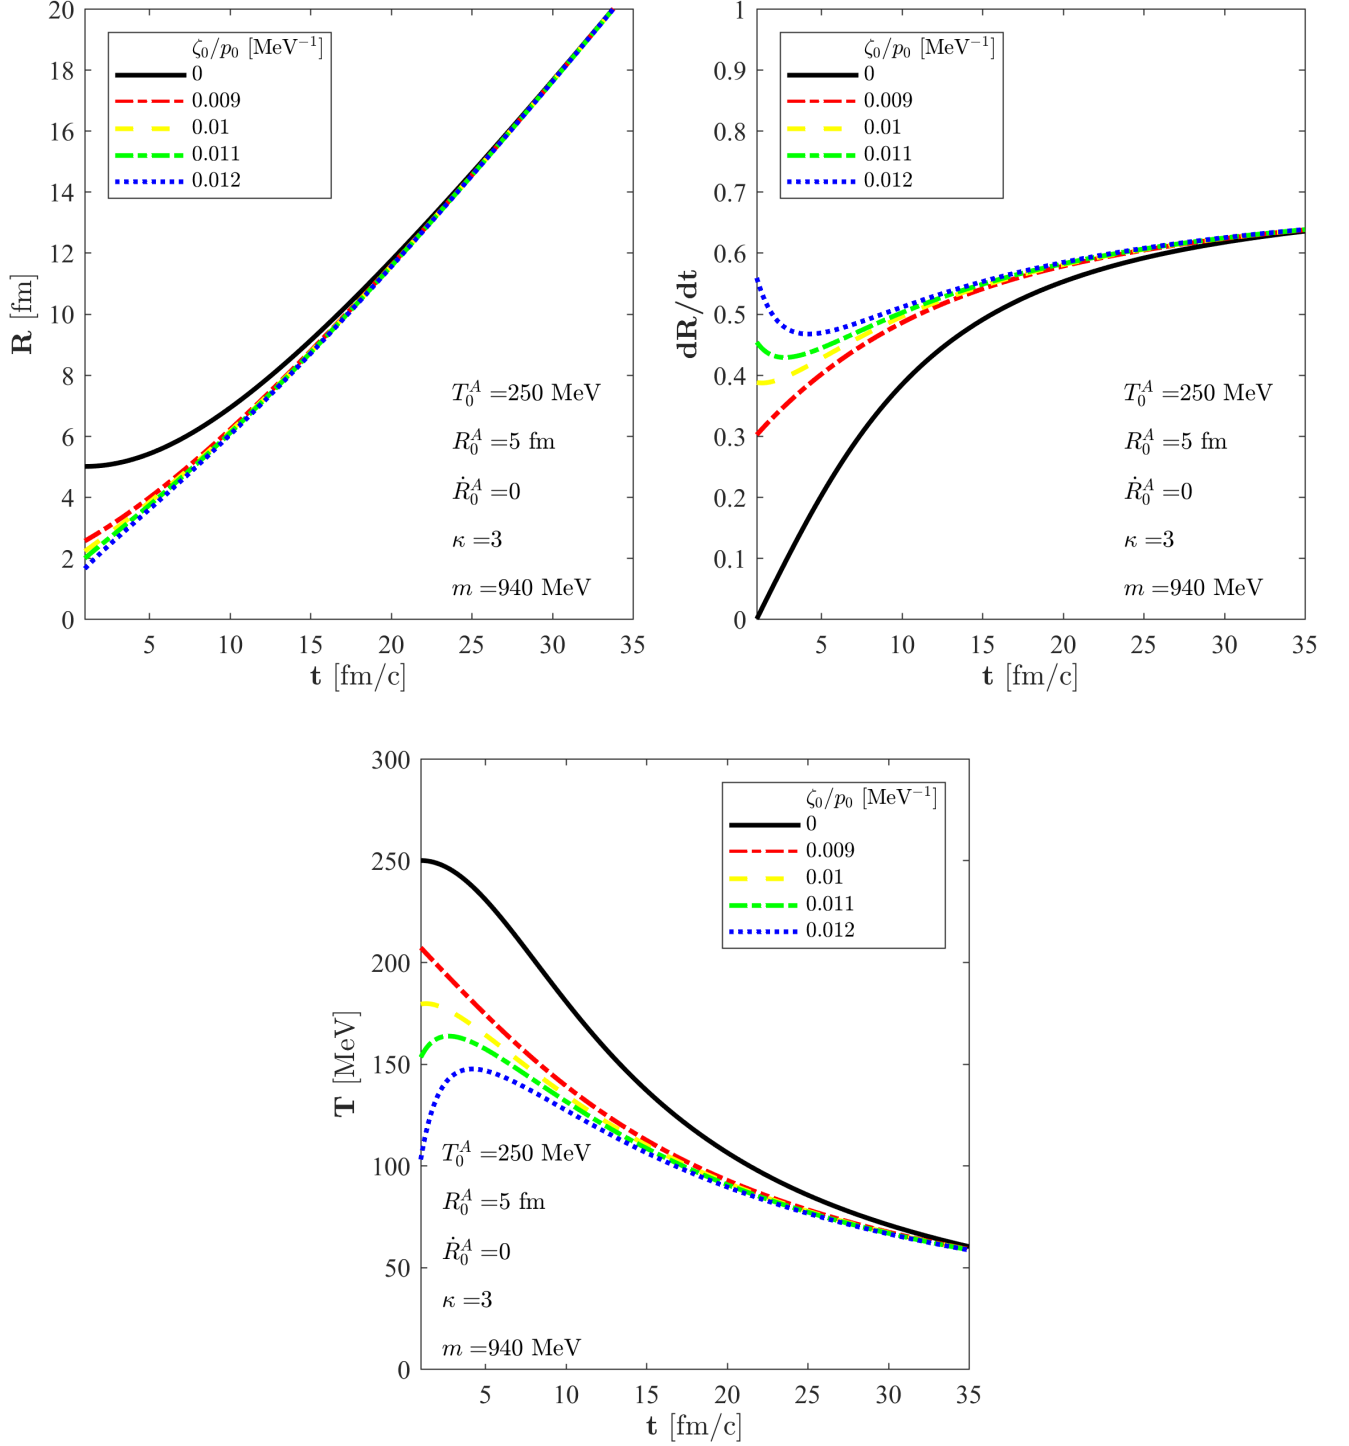 20
18
16
14
12
10
8
6
4
2
0
R [fm]
ζ₀/p₀ [MeV⁻¹]
0
0.009
0.01
0.011
0.012
T₀ᴬ =250 MeV
R₀ᴬ =5 fm
Ṙ₀ᴬ =0
κ =3
m =940 MeV
5 10 15 20 25 30 35
t [fm/c]
1
0.9
0.8
0.7
0.6
0.5
0.4
0.3
0.2
0.1
0
dR/dt
ζ₀/p₀ [MeV⁻¹]
0
0.009
0.01
0.011
0.012
T₀ᴬ =250 MeV
R₀ᴬ =5 fm
Ṙ₀ᴬ =0
κ =3
m =940 MeV
5 10 15 20 25 30 35
t [fm/c]
300
250
200
150
100
50
0
T [MeV]
ζ₀/p₀ [MeV⁻¹]
0
0.009
0.01
0.011
0.012
T₀ᴬ =250 MeV
R₀ᴬ =5 fm
Ṙ₀ᴬ =0
κ =3
m =940 MeV
5 10 15 20 25 30 35
t [fm/c]